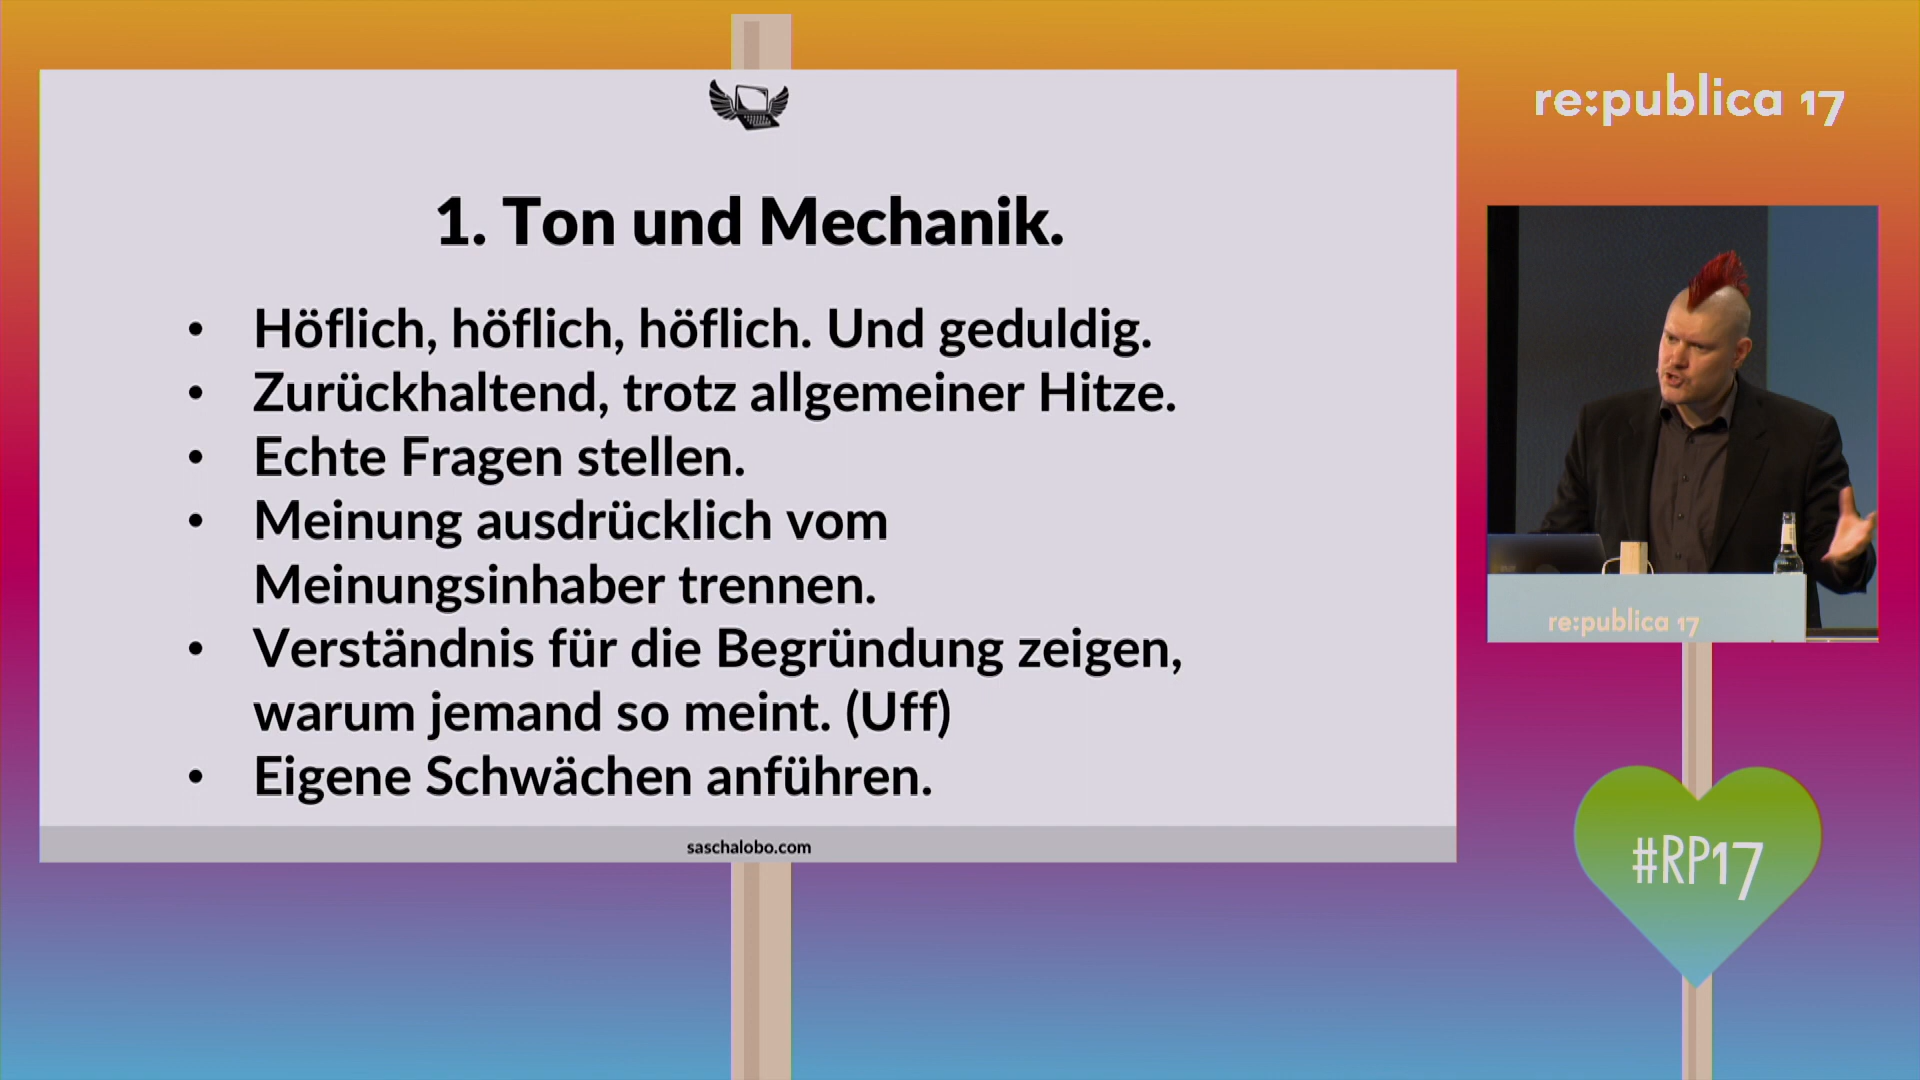 1. Ton und Mechanik.
• Höflich, höflich, höflich. Und geduldig.
• Zurückhaltend, trotz allgemeiner Hitze.
• Echte Fragen stellen.
• Meinung ausdrücklich vom
Meinungsinhaber trennen.
• Verständnis für die Begründung zeigen,
warum jemand so meint. (Uff)
• Eigene Schwächen anführen.
saschalobo.com
re:publica 17
re:publica 17
#RP17